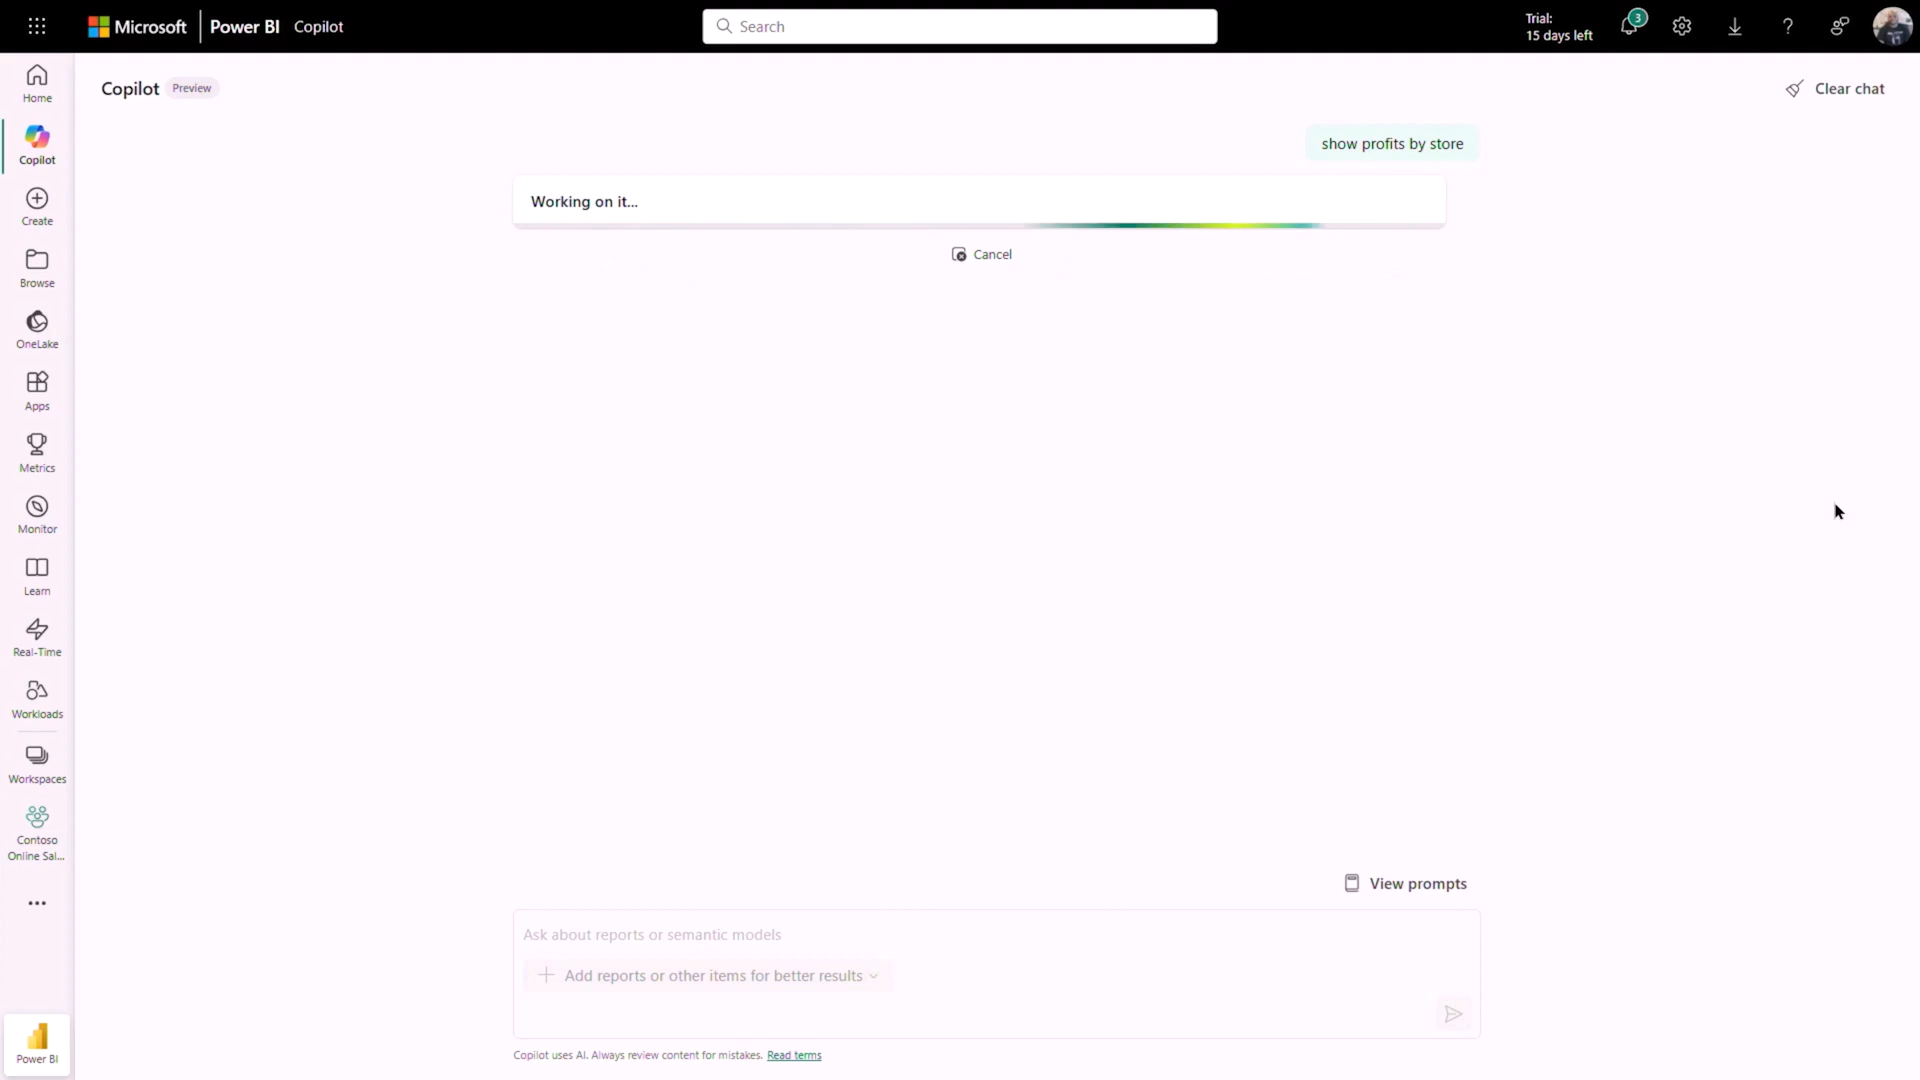 Microsoft
Power BI
Copilot
Search
Trial:
15 days left
3
Home
Copilot
Create
Browse
OneLake
Apps
Metrics
Monitor
Learn
Real-Time
Workloads
Workspaces
Contoso
Online Sal...
Power BI
Copilot
Preview
Clear chat
show profits by store
Working on it...
Cancel
View prompts
Ask about reports or semantic models
Add reports or other items for better results
Copilot uses AI. Always review content for mistakes. Read terms